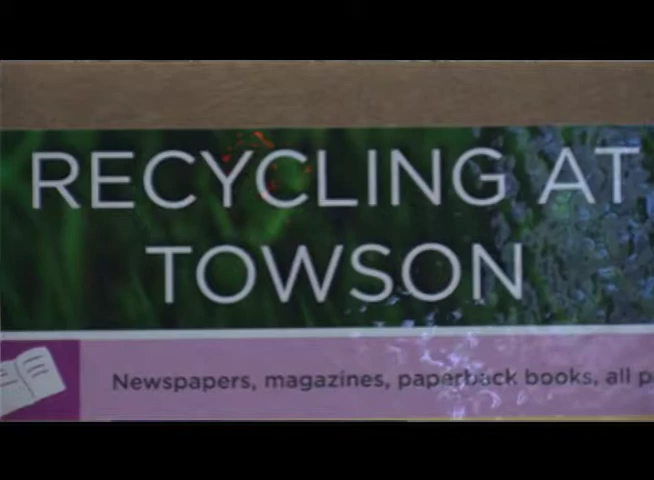 RECYCLING AT
TOWSON
Newspapers, magazines, paperback books, all